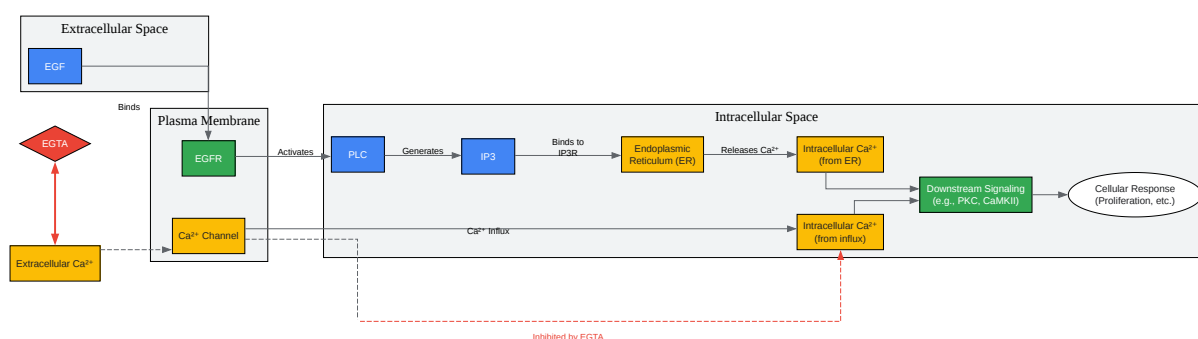 Extracellular Space
EGF
Binds
Plasma Membrane
Intracellular Space
EGTA
EGFR
Activates
PLC
Generates
IP3
Binds to
IP3R
Endoplasmic
Reticulum (ER)
Releases Ca²⁺
Intracellular Ca²⁺
(from ER)
Downstream Signaling
(e.g., PKC, CaMKII)
Cellular Response
(Proliferation, etc.)
Ca²⁺ Channel
Ca²⁺ Influx
Intracellular Ca²⁺
(from influx)
Extracellular Ca²⁺
Inhibited by EGTA